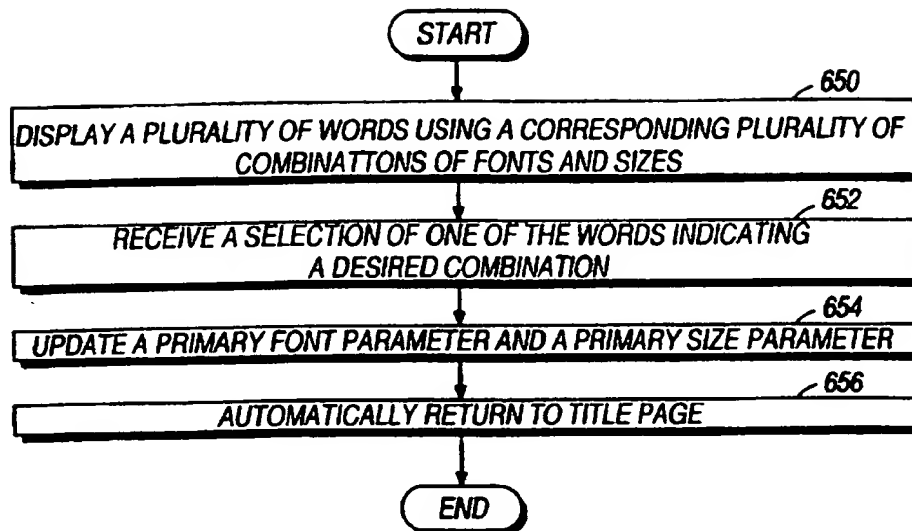 START
650
DISPLAY A PLURALITY OF WORDS USING A CORRESPONDING PLURALITY OF
COMBINATTONS OF FONTS AND SIZES
652
RECEIVE A SELECTION OF ONE OF THE WORDS INDICATING
A DESIRED COMBINATION
654
UPDATE A PRIMARY FONT PARAMETER AND A PRIMARY SIZE PARAMETER
656
AUTOMATICALLY RETURN TO TITLE PAGE
END